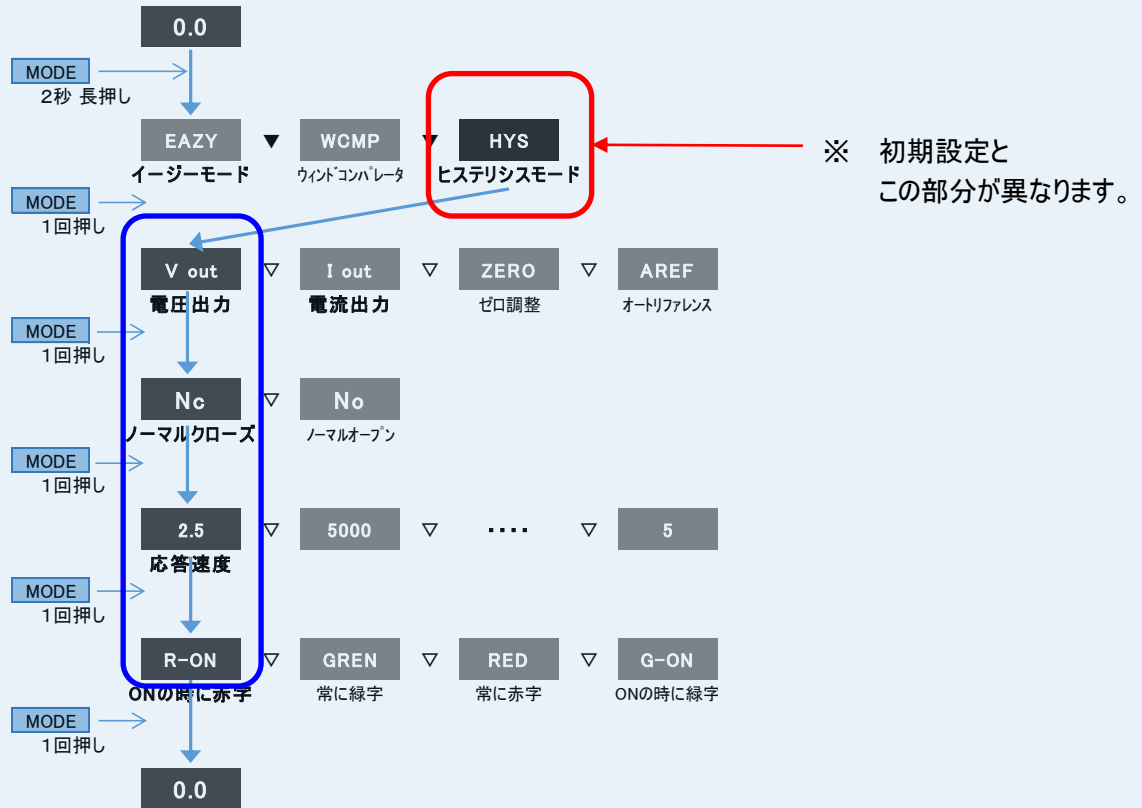 0.0
MODE
2秒 長押し
EAZY ▼ WCMP ▼ HYS
イージーモード ウィンドコンパレータ ヒステリシスモード
※ 初期設定と
この部分が異なります。
MODE
1回押し
V out ▽ I out ▽ ZERO ▽ AREF
電圧出力 電流出力 ゼロ調整 オートリファレンス
MODE
1回押し
Nc ▽ No
ノーマルクローズ ノーマルオープン
MODE
1回押し
2.5 ▽ 5000 ▽ ････ ▽ 5
応答速度
MODE
1回押し
R-ON ▽ GREN ▽ RED ▽ G-ON
ONの時に赤字 常に緑字 常に赤字 ONの時に緑字
MODE
1回押し
0.0